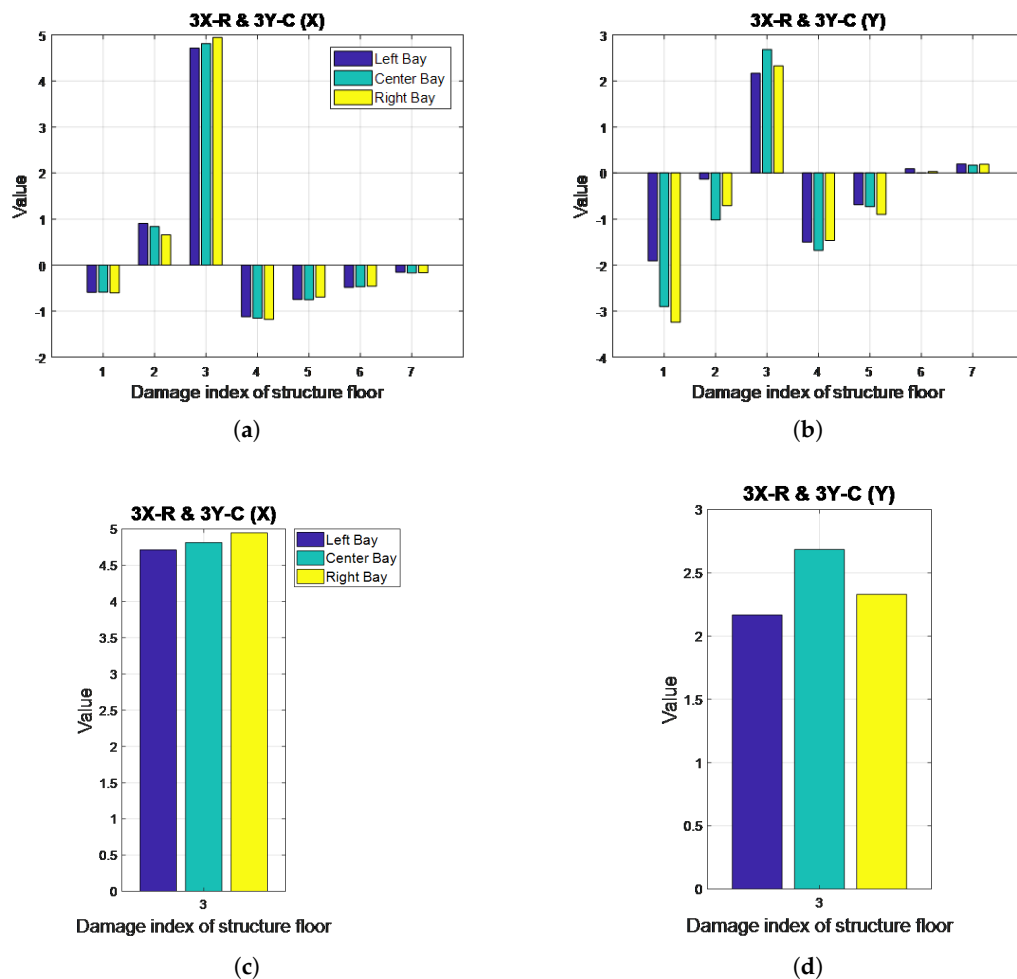 3X-R & 3Y-C (X)
5
4
3
2
1
0
-1
-2
Value
Left Bay
Center Bay
Right Bay
1 2 3 4 5 6 7
Damage index of structure floor
(a)
3X-R & 3Y-C (Y)
3
2
1
0
-1
-2
-3
-4
Value
1 2 3 4 5 6 7
Damage index of structure floor
(b)
3X-R & 3Y-C (X)
5
4.5
4
3.5
3
2.5
2
1.5
1
0.5
0
Value
Left Bay
Center Bay
Right Bay
3
Damage index of structure floor
(c)
3X-R & 3Y-C (Y)
3
2.5
2
1.5
1
0.5
0
Value
3
Damage index of structure floor
(d)